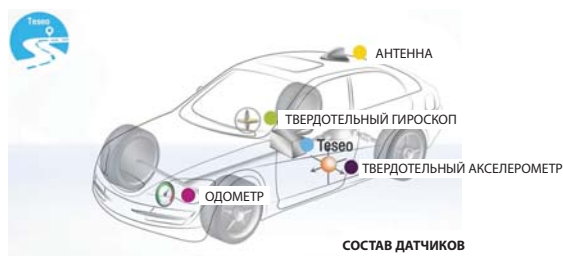 Teseo
АНТЕННА
ТВЕРДОТЕЛЬНЫЙ ГИРОСКОП
Teseo
ТВЕРДОТЕЛЬНЫЙ АКСЕЛЕРОМЕТР
ОДОМЕТР
СОСТАВ ДАТЧИКОВ